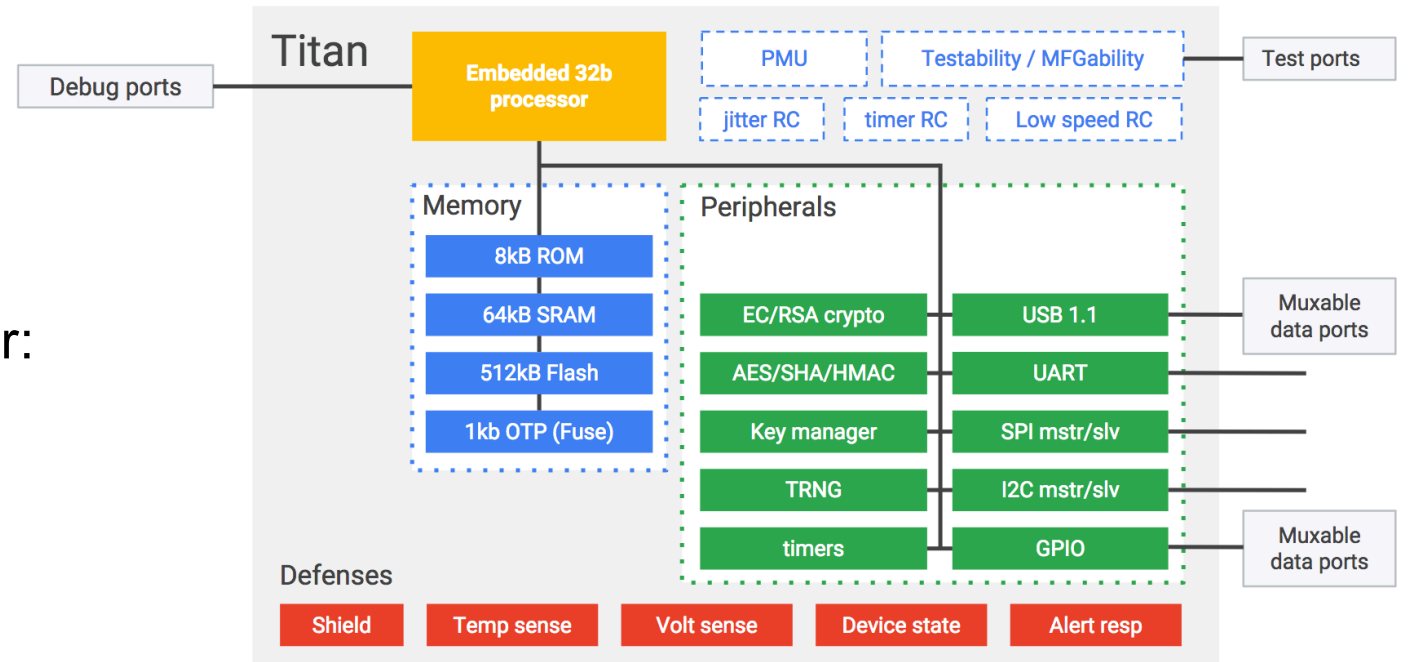 Titan
Debug ports
Embedded 32b
processor
PMU
Testability / MFGability
Test ports
jitter RC
timer RC
Low speed RC
Memory
8kB ROM
64kB SRAM
512kB Flash
1kb OTP (Fuse)
Peripherals
EC/RSA crypto
USB 1.1
AES/SHA/HMAC
UART
Key manager
SPI mstr/slv
TRNG
I2C mstr/slv
timers
GPIO
Muxable
data ports
Muxable
data ports
r:
Defenses
Shield
Temp sense
Volt sense
Device state
Alert resp